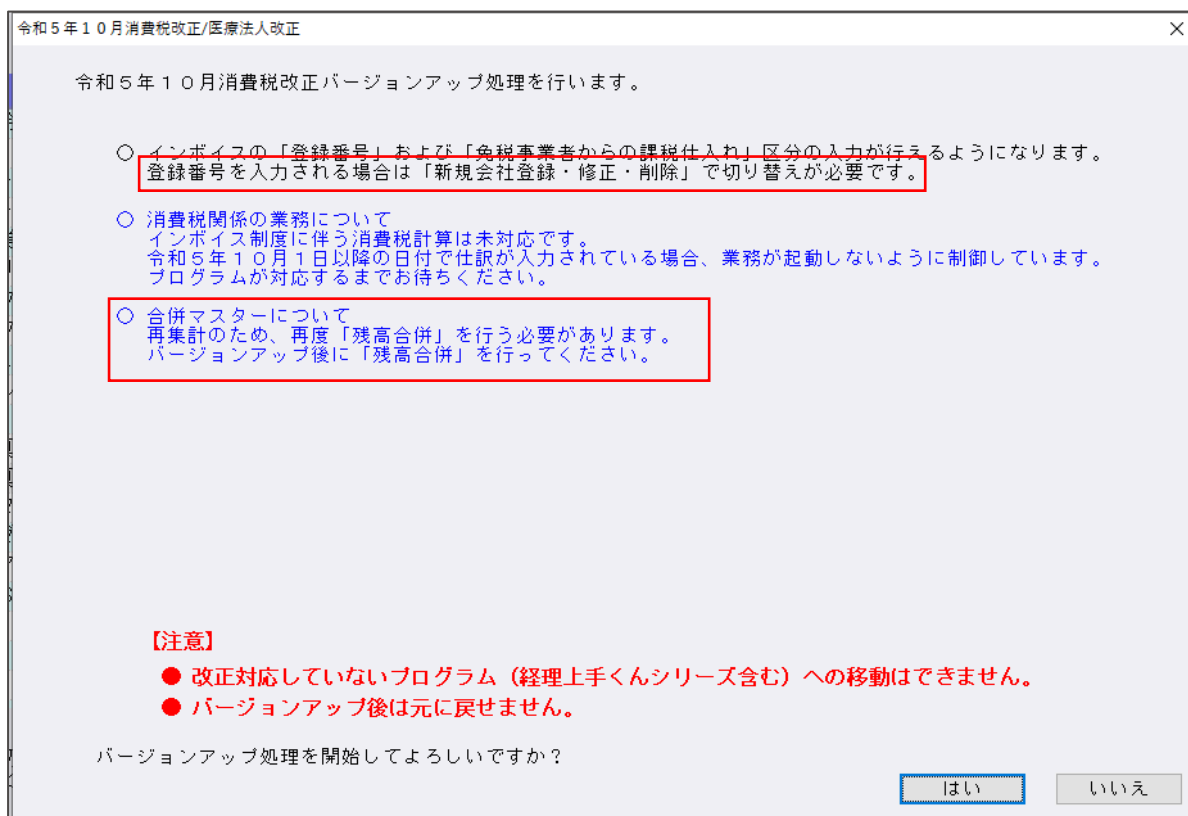 令和５年１０月消費税改正/医療法人改正
令和５年１０月消費税改正バージョンアップ処理を行います。
○ インボイスの「登録番号」および「免税事業者からの課税仕入れ」区分の入力が行えるようになります。
登録番号を入力される場合は「新規会社登録・修正・削除」で切り替えが必要です。
○ 消費税関係の業務について
インボイス制度に伴う消費税計算は未対応です。
令和５年１０月１日以降の日付で仕訳が入力されている場合、業務が起動しないように制御しています。
プログラムが対応するまでお待ちください。
○ 合併マスターについて
再集計のため、再度「残高合併」を行う必要があります。
バージョンアップ後に「残高合併」を行ってください。
【注意】
● 改正対応していないプログラム（経理上手くんシリーズ含む）への移動はできません。
● バージョンアップ後は元に戻せません。
バージョンアップ処理を開始してよろしいですか？
はい いいえ